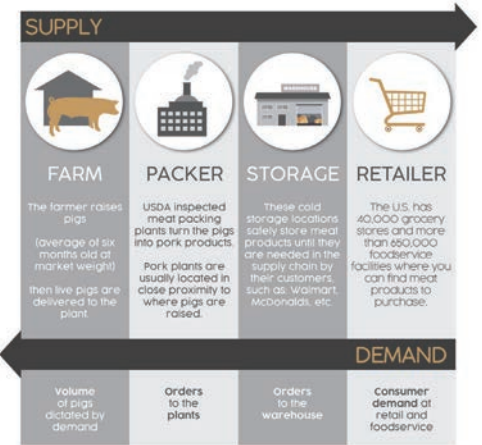 SUPPLY
WAREHOUSE
FARM
The farmer raises
pigs
(average of six
months old at
market weight)
then live pigs are
delivered to the
plant
PACKER
USDA inspected
meat packing
plants turn the pigs
into pork products.
Pork plants are
usually located in
close proximity to
where pigs are
raised.
STORAGE
These cold
storage locations
safely store meat
products until they
are needed in the
supply chain by
their customers,
such as: Walmart,
McDonalds, etc.
RETAILER
The U.S. has
40,000 grocery
stores and more
than 650,000
foodservice
facilities where you
can find meat
products to
purchase.
DEMAND
Volume
of pigs
dictated by
demand
Orders
to the
plants
Orders
to the
warehouse
Consumer
demand at
retail and
foodservice